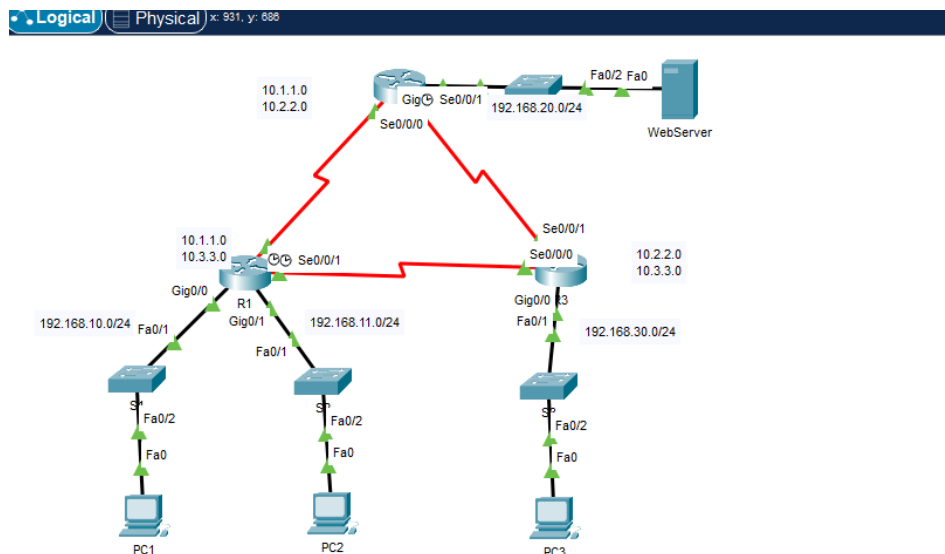 Logical Physical x: 931, y: 686
10.1.1.0
10.2.2.0
Gig Se0/0/1
Fa0/2 Fa0
192.168.20.0/24
WebServer
Se0/0/0
10.1.1.0
10.3.3.0
Se0/0/1
Se0/0/1
Se0/0/0
10.2.2.0
10.3.3.0
Gig0/0
R1
Gig0/1
192.168.10.0/24
Fa0/1
192.168.11.0/24
Fa0/1
Gig0/0 R3
Fa0/1
192.168.30.0/24
Fa0/2
Fa0
PC1
Fa0/2
Fa0
PC2
Fa0/2
Fa0
PC3